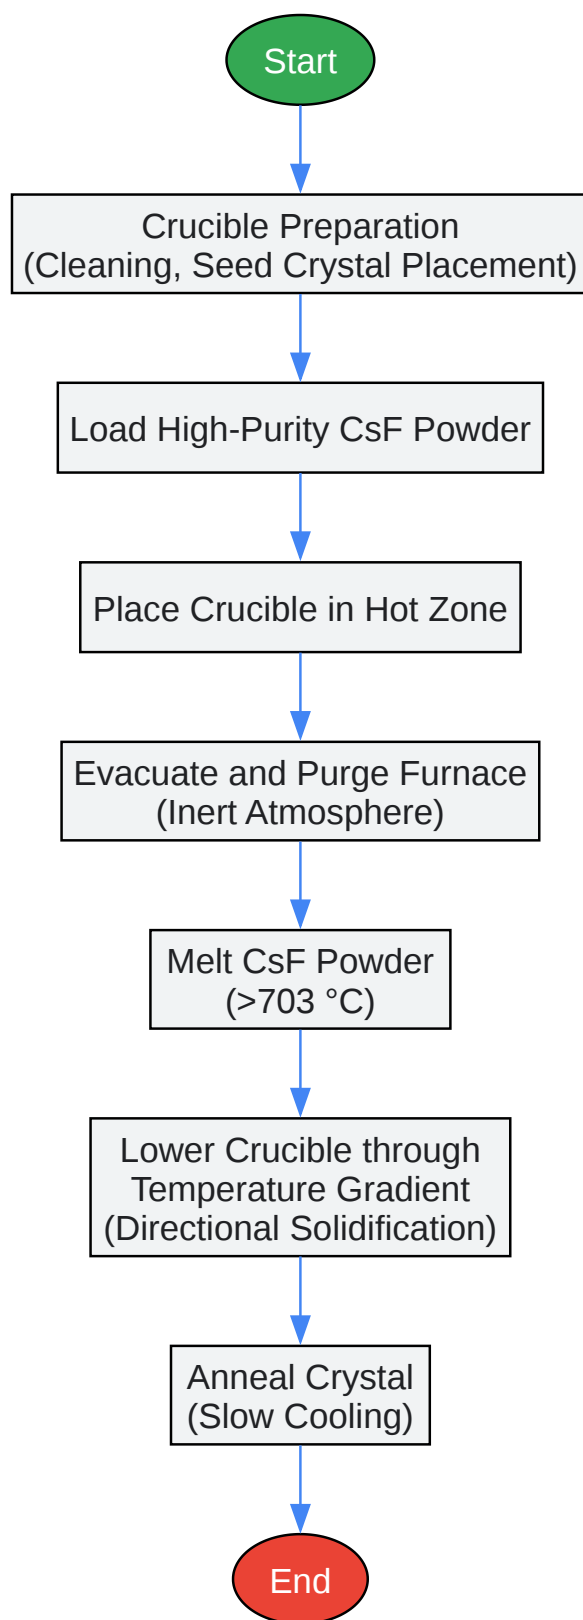 Start
Crucible Preparation
(Cleaning, Seed Crystal Placement)
Load High-Purity CsF Powder
Place Crucible in Hot Zone
Evacuate and Purge Furnace
(Inert Atmosphere)
Melt CsF Powder
(>703 °C)
Lower Crucible through
Temperature Gradient
(Directional Solidification)
Anneal Crystal
(Slow Cooling)
End